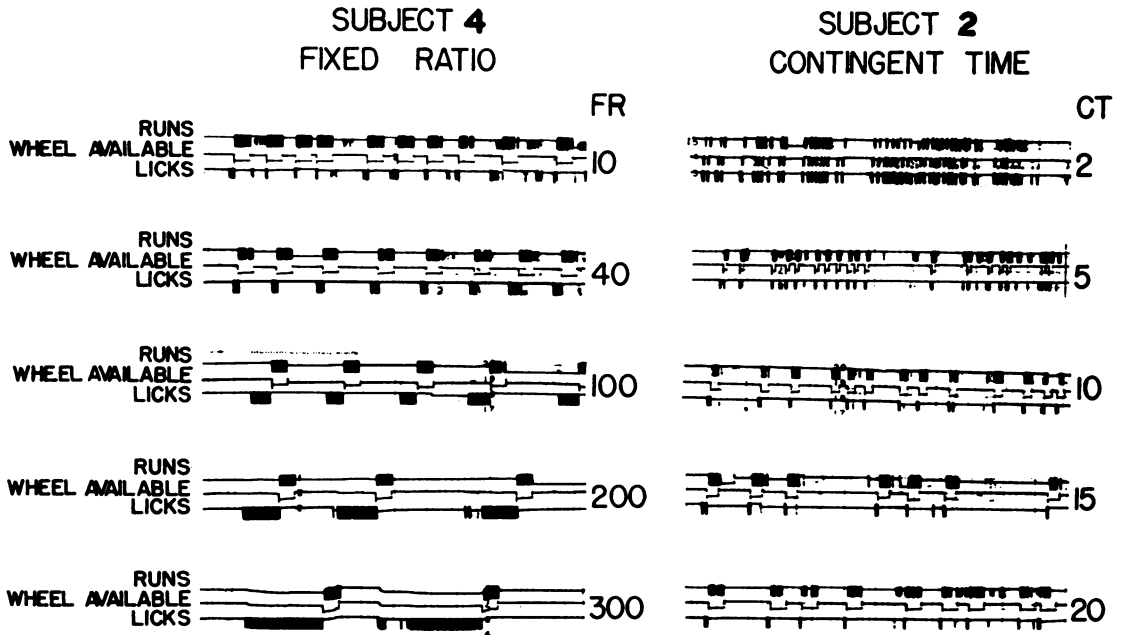 SUBJECT 4
FIXED RATIO
FR
RUNS
WHEEL AVAILABLE
LICKS
10
RUNS
WHEEL AVAILABLE
LICKS
40
RUNS
WHEEL AVAILABLE
LICKS
100
RUNS
WHEEL AVAILABLE
LICKS
200
RUNS
WHEEL AVAILABLE
LICKS
300
SUBJECT 2
CONTINGENT TIME
CT
2
5
10
15
20